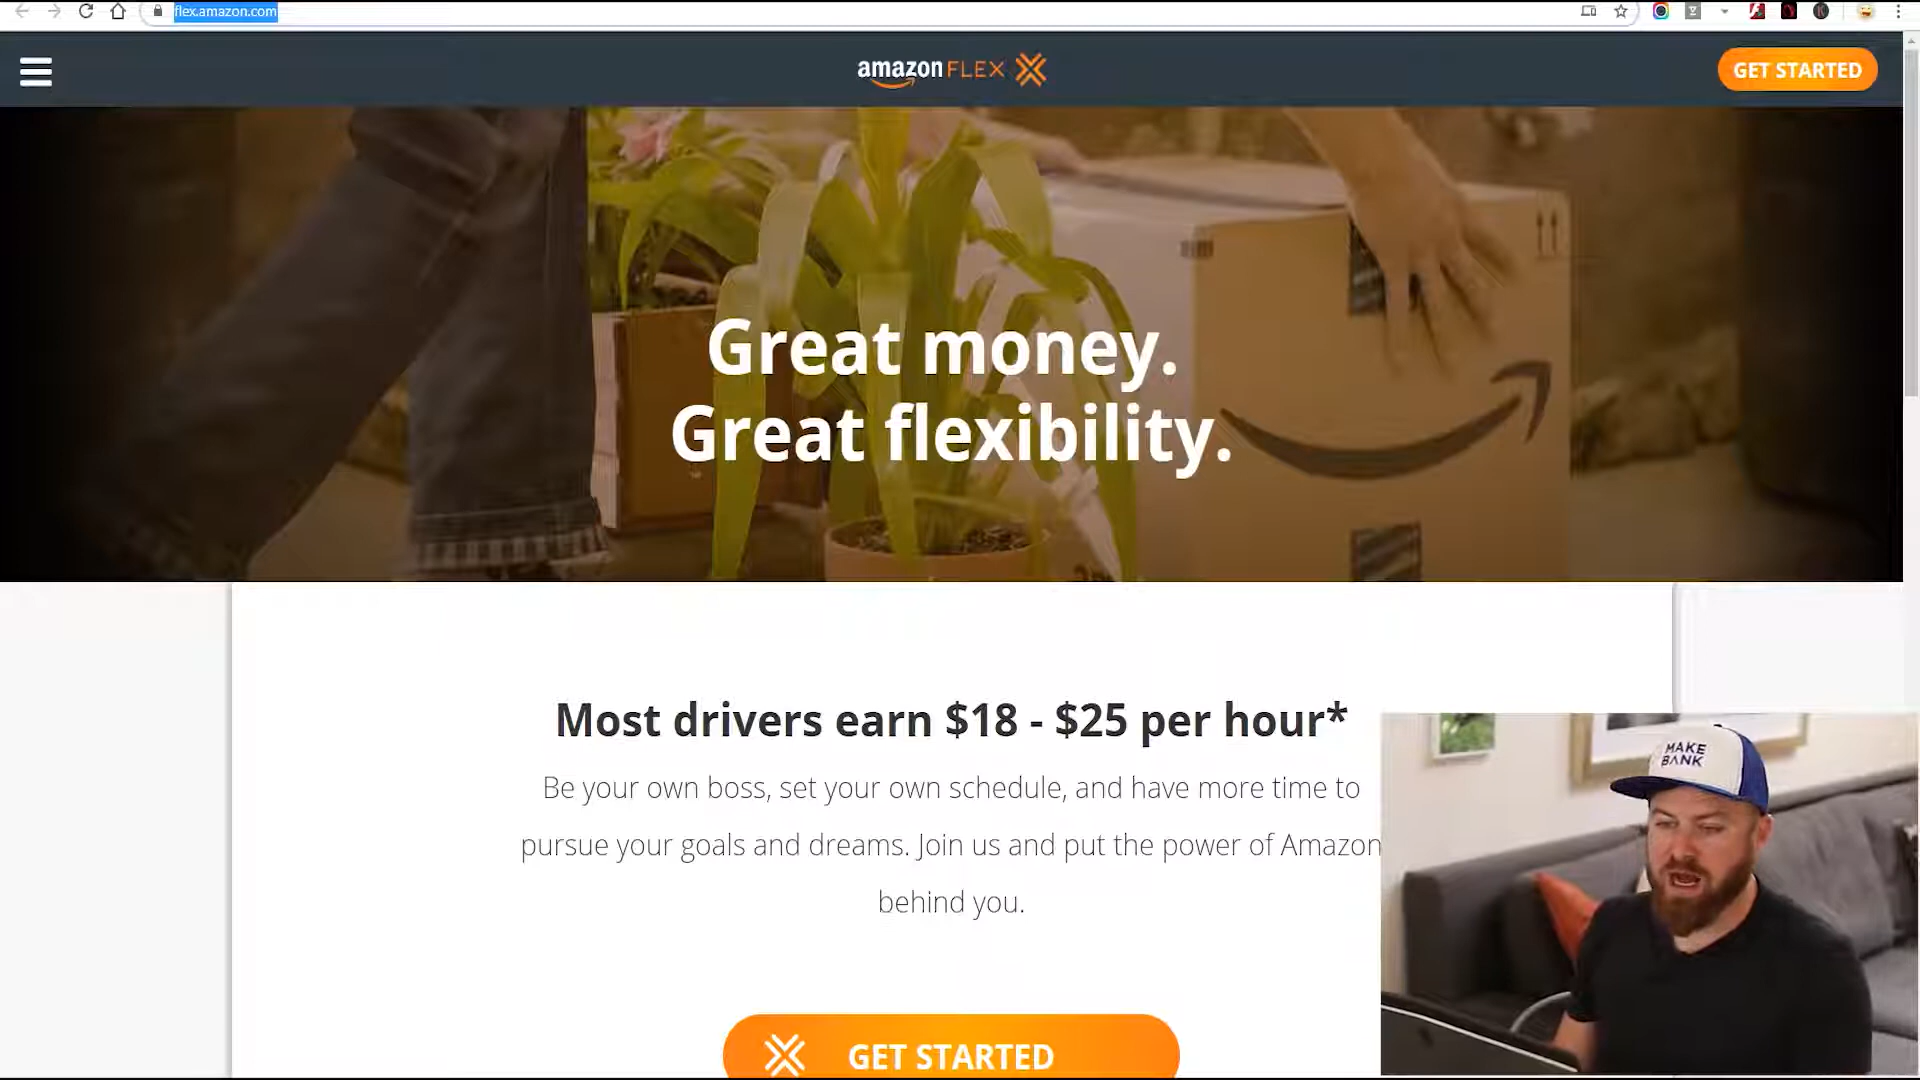 flex.amazon.com
amazon FLEX
GET STARTED
Great money.
Great flexibility.
Most drivers earn $18 - $25 per hour*
Be your own boss, set your own schedule, and have more time to
pursue your goals and dreams. Join us and put the power of Amazon
behind you.
MAKE
BANK
GET STARTED